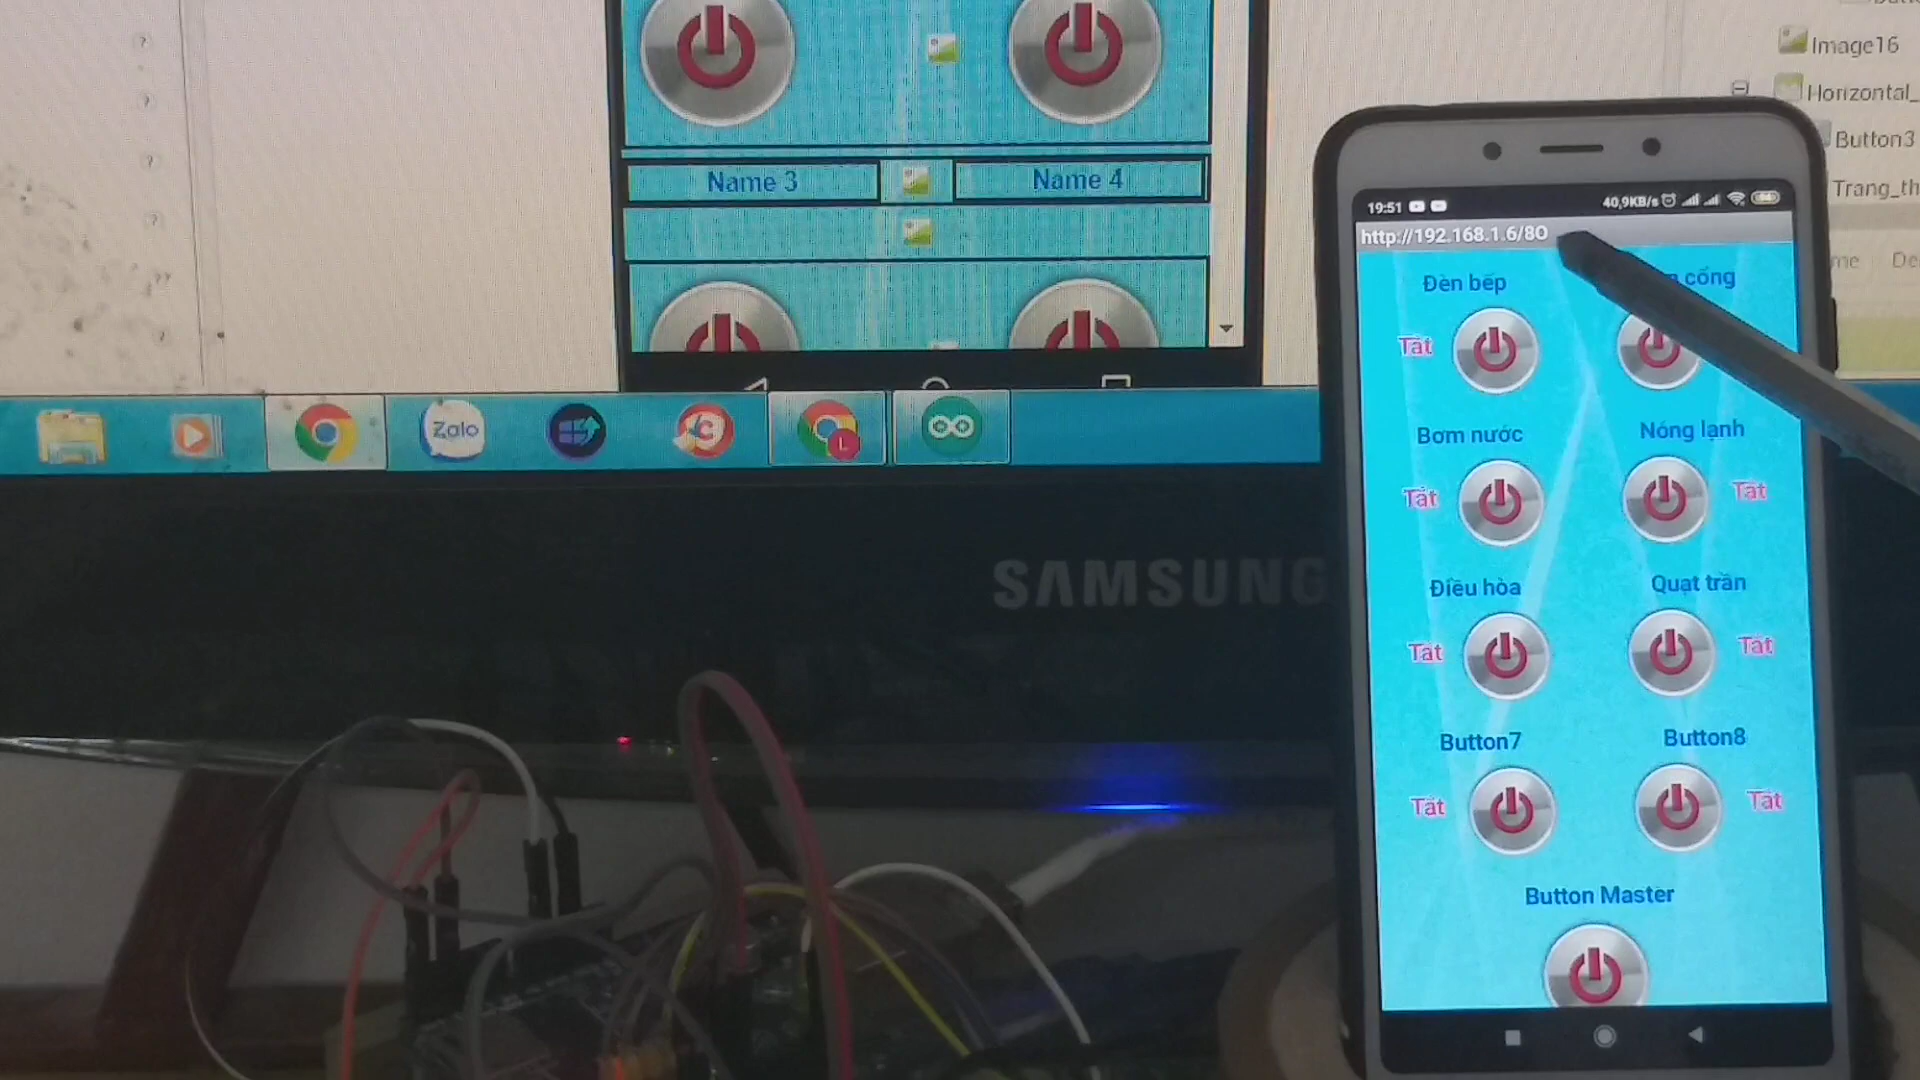 Image16
Horizontal_
Button3
Trang_th
Name 3
Name 4
Zalo
L
SAMSUNG
19:51
40,9KB/s
http://192.168.1.6/80
Đèn bếp
cổng
Tắt
Bơm nước
Nóng lạnh
Tắt
Tắt
Điều hòa
Quạt trần
Tắt
Tắt
Button7
Button8
Tắt
Tắt
Button Master